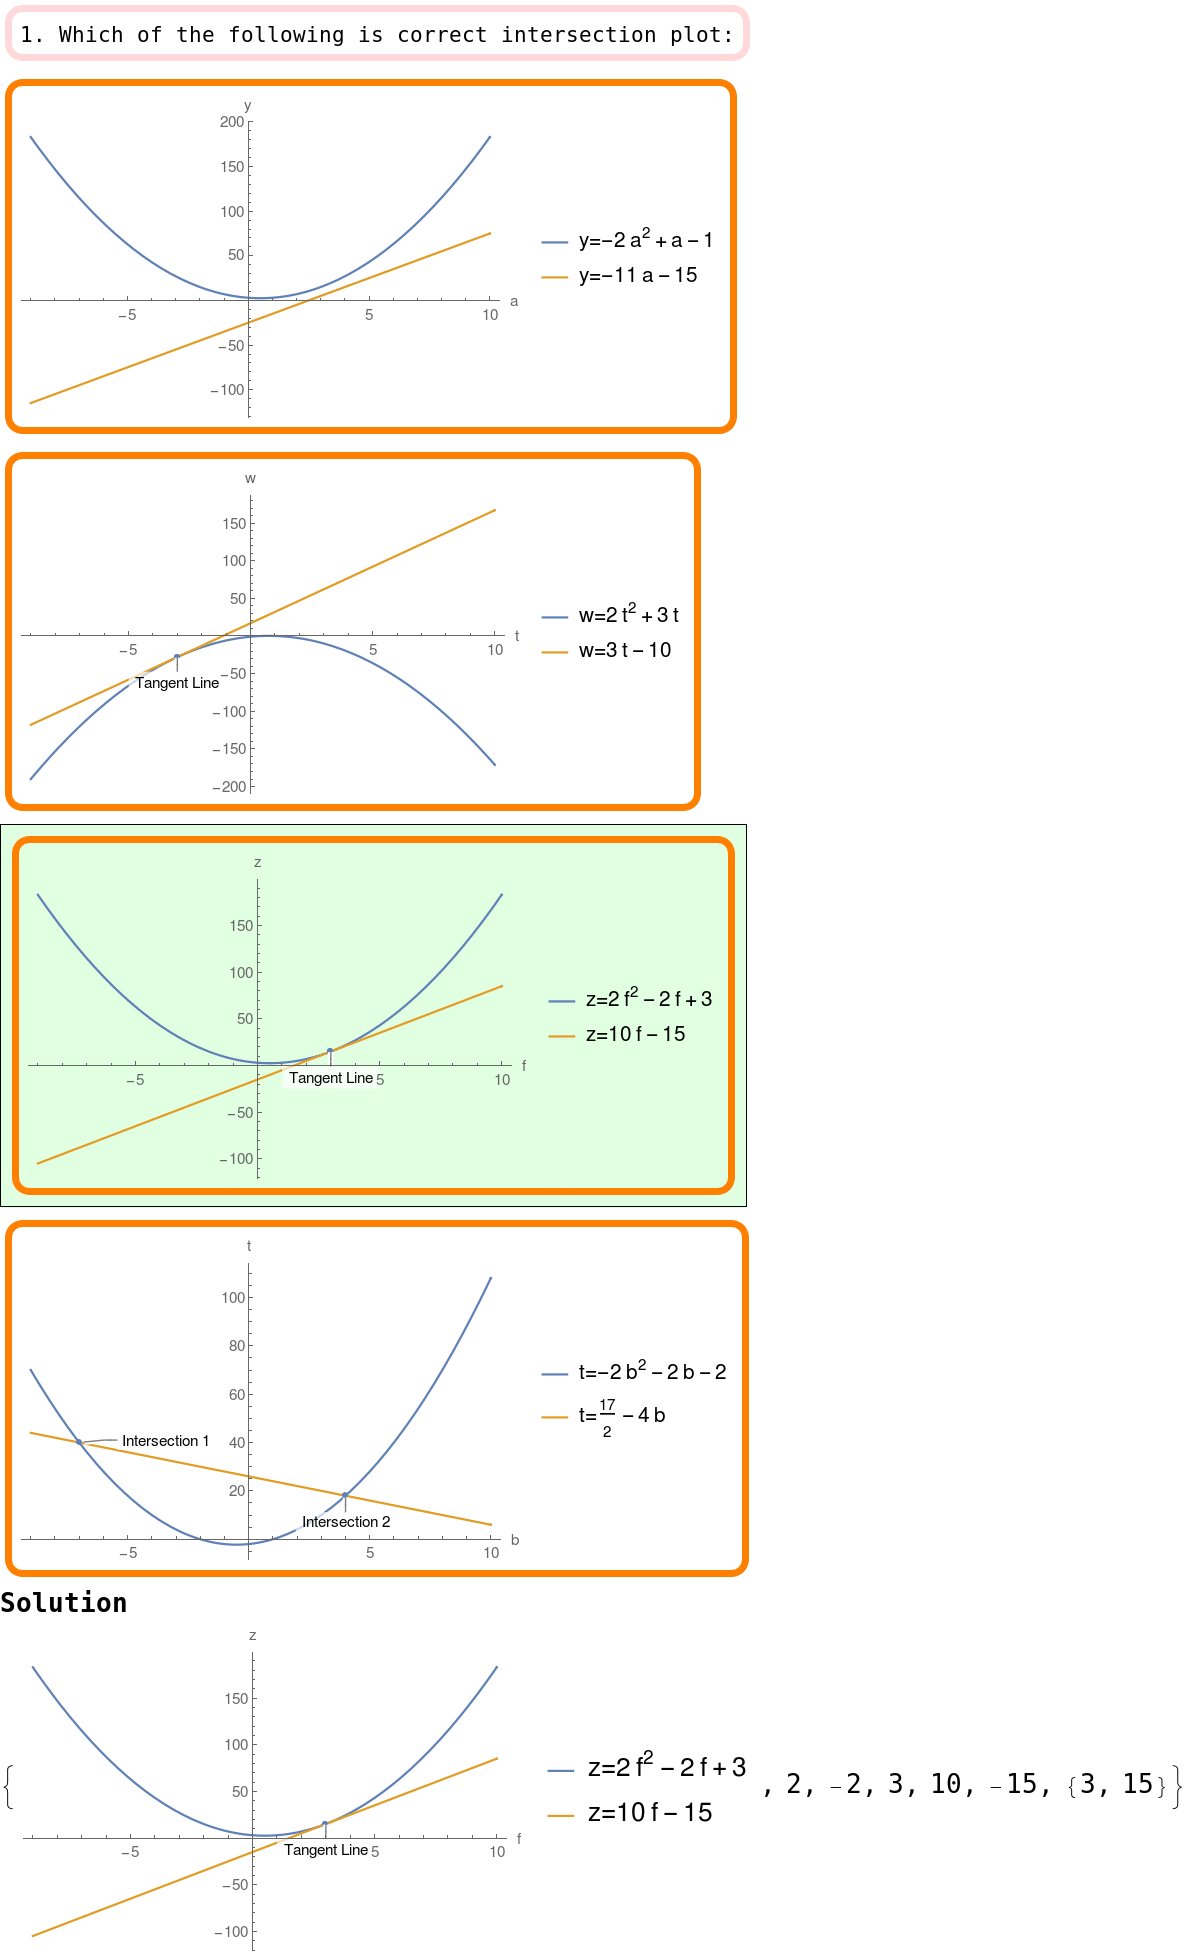 1. Which of the following is correct intersection plot:
y
200
150
100
50
−5 5 10 a
−50
−100
y=−2 a² + a − 1
y=−11 a − 15
w
150
100
50
−5 5 10 t
Tangent Line
−50
−100
−150
−200
w=2 t² + 3 t
w=3 t − 10
z
150
100
50
−5 Tangent Line 5 10 f
−50
−100
z=2 f² − 2 f + 3
z=10 f − 15
t
100
80
60
40
20
Intersection 1
Intersection 2
−5 5 10 b
t=−2 b² − 2 b − 2
t=17/2 − 4 b
Solution
z
150
100
50
−5 Tangent Line 5 10 f
−50
−100
z=2 f² − 2 f + 3
z=10 f − 15
{ , 2, −2, 3, 10, −15, {3, 15}}